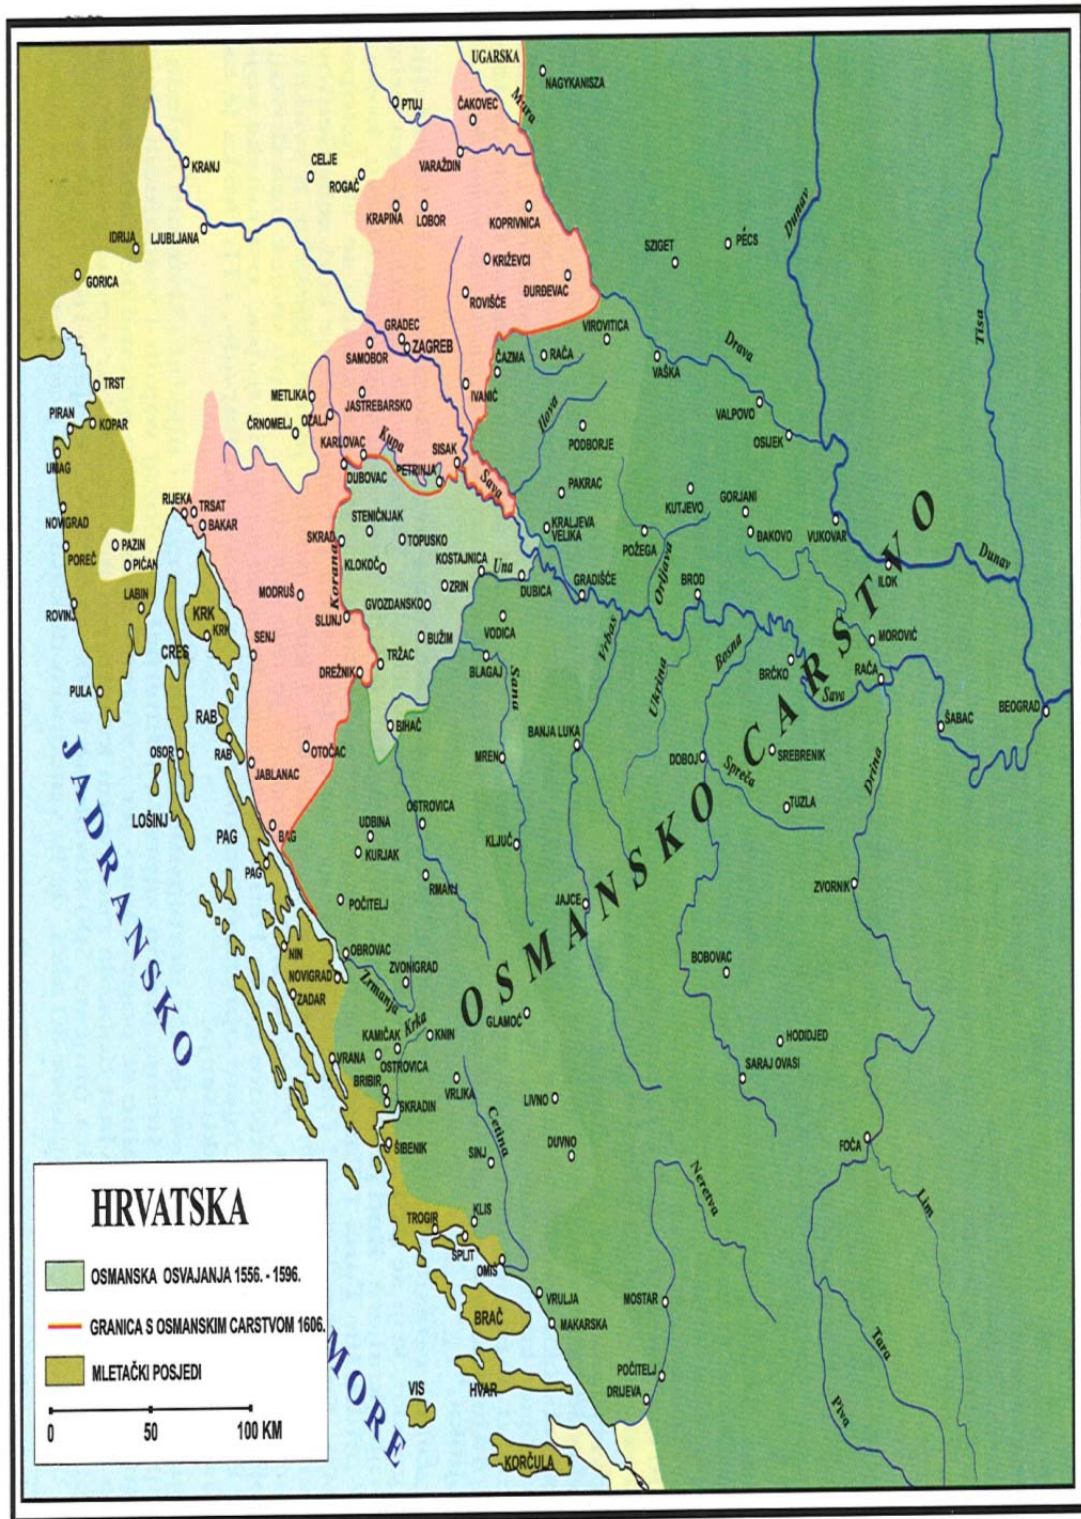 UGARSKA
NAGYKANISZA
Mura
PTUJ
ČAKOVEC
VARAŽDIN
KRANJ
CELJE
ROGAČ
KRAPINA
LOBOR
KOPRIVNICA
Dunav
Tisa
IDRIJA
LJUBLJANA
GORICA
KRIŽEVCI
ĐURĐEVAC
ROVIŠĆE
SZIGET
PÉCS
GRADEC
ZAGREB
SAMOBOR
VIROVITICA
RAČA
ČAZMA
Drava
VAŠKA
TRST
METLIKA
JASTREBARSKO
IVANIĆ
PIRAN
KOPAR
ČRNOMELJ
OZALJ
Ilova
VALPOVO
OSIJEK
PODBORJE
UMAG
KARLOVAC
Kupa
SISAK
DUBOVAC
PETRINJA
Sava
PAKRAC
KUTJEVO
GORJANI
NOVIGRAD
RIJEKA
TRSAT
BAKAR
STENIČNJAK
SKRAD
TOPUSKO
KRALJEVA
VELIKA
POŽEGA
ĐAKOVO
VUKOVAR
POREČ
PAZIN
PIĆAN
Korana
KLOKOČ
KOSTAJNICA
Una
DUBICA
GRADIŠĆE
Orljava
BROD
ILOK
Dunav
ROVINJ
LABIN
MODRUŠ
ZRIN
GVOZDANSKO
SLUNJ
KRK
KRK
CRES
SENJ
BUŽIM
VODICA
TRŽAC
DREŽNIK
BLAGAJ
Sana
Vrbas
Ukrina
Bosna
BRČKO
Sava
MOROVIĆ
RAČA
PULA
RAB
RAB
BIHAĆ
OSOR
OTOČAC
JABLANAC
MREN
BANJA LUKA
DOBOJ
SREBRENIK
Spreča
TUZLA
Drina
ŠABAC
BEOGRAD
LOŠINJ
PAG
PAG
BAG
UDBINA
KURJAK
OSTROVICA
KLJUČ
RMANJ
POČITELJ
JAJCE
ZVORNIK
OSMANSKO CARSTVO
NIN
OBROVAC
NOVIGRAD
ZADAR
Zrmanja
ZVONIGRAD
BOBOVAC
GLAMOČ
KAMIČAK
Krka
KNIN
HODIDJED
VRANA
OSTROVICA
BRIBIR
SKRADIN
VRLIKA
LIVNO
SARAJ OVASI
ŠIBENIK
Cetina
SINJ
DUVNO
FOČA
Neretva
Lim
TROGIR
KLIS
SPLIT
OMIŠ
VRULJA
MAKARSKA
MOSTAR
BRAČ
Tara
Piva
HVAR
VIS
POČITELJ
DRIJEVA
KORČULA
JADRANSKO
MORE
HRVATSKA
OSMANSKA OSVAJANJA 1556. - 1596.
GRANICA S OSMANSKIM CARSTVOM 1606.
MLETAČKI POSJEDI
0 50 100 KM